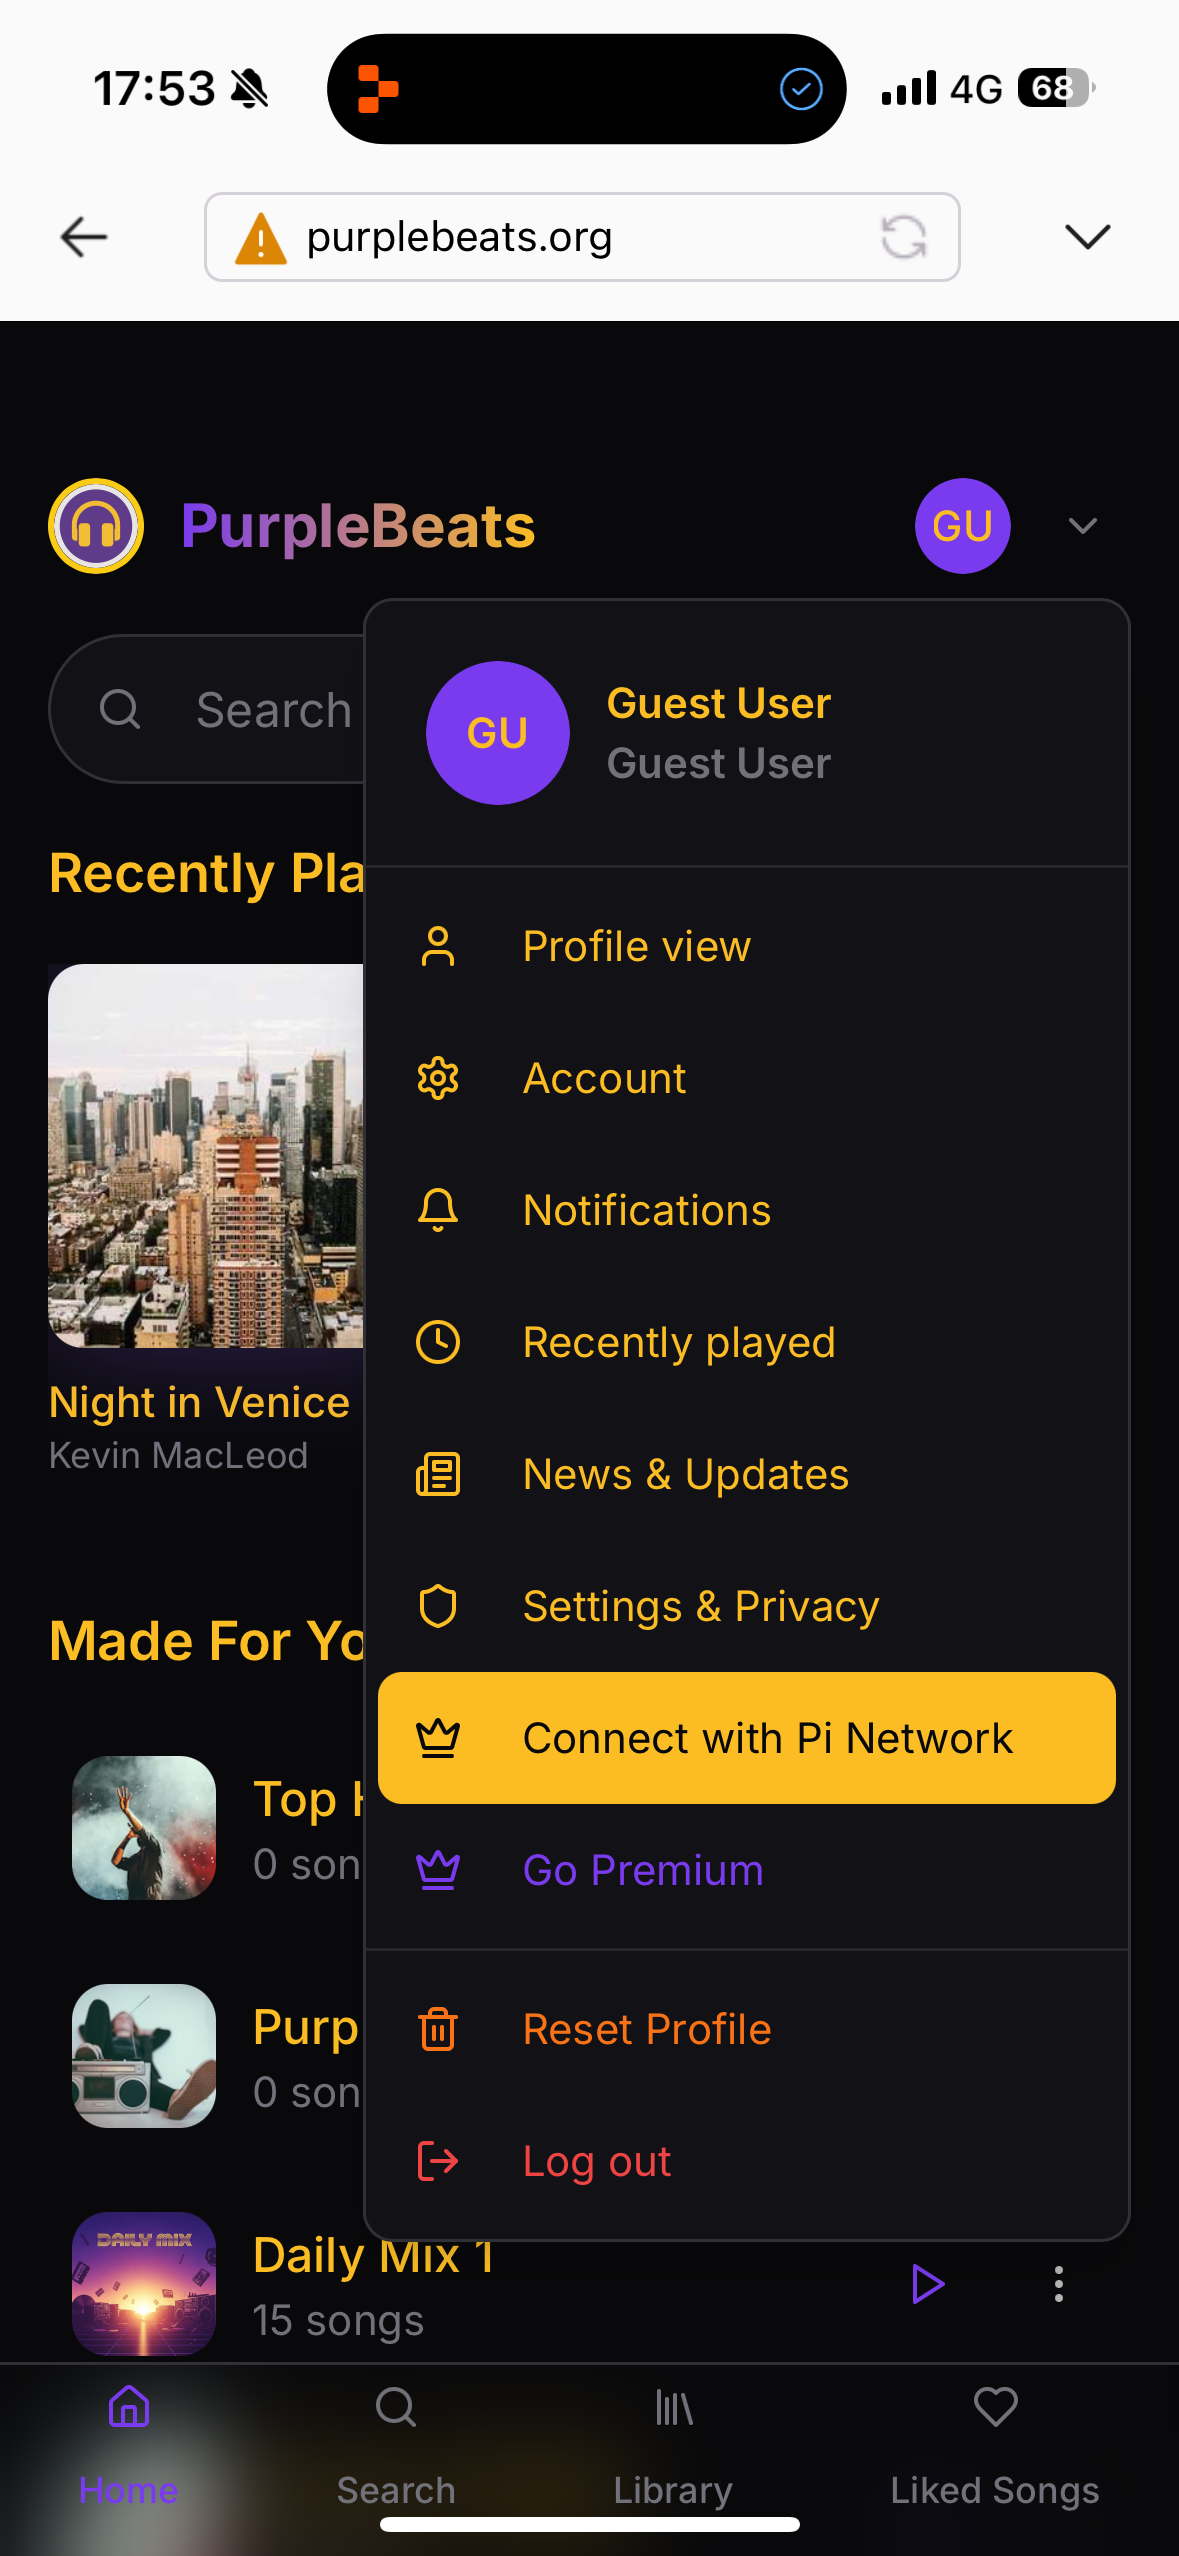 17:53
4G 68
purplebeats.org
PurpleBeats
GU
Search
GU
Guest User
Guest User
Recently Pla
Profile view
Account
Notifications
Recently played
Night in Venice
Kevin MacLeod
News & Updates
Settings & Privacy
Made For Yo
Connect with Pi Network
Top
0 son
Go Premium
Purp
0 son
Reset Profile
Log out
DAILY MIX
Daily Mix 1
15 songs
Home
Search
Library
Liked Songs